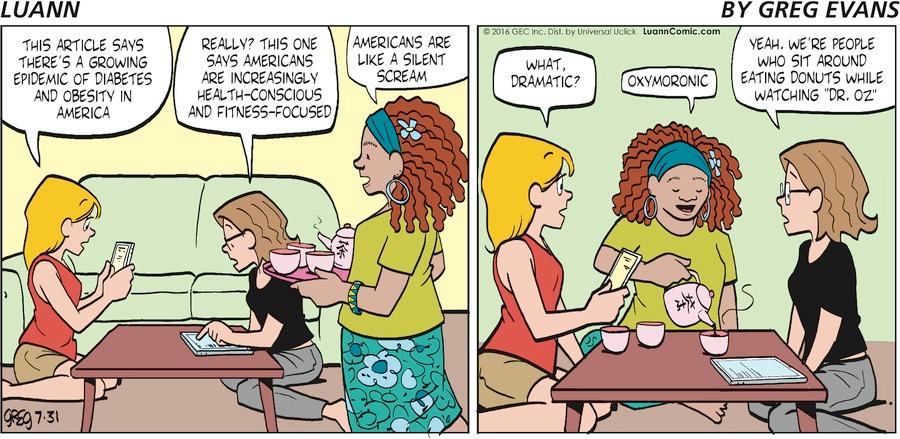 LUANN
BY GREG EVANS
THIS ARTICLE SAYS
THERE'S A GROWING
EPIDEMIC OF DIABETES
AND OBESITY IN
AMERICA
REALLY? THIS ONE
SAYS AMERICANS
ARE INCREASINGLY
HEALTH-CONSCIOUS
AND FITNESS-FOCUSED
AMERICANS ARE
LIKE A SILENT
SCREAM
GREG 7·31
© 2016 GEC Inc. Dist. by Universal Uclick LuannComic.com
WHAT,
DRAMATIC?
OXYMORONIC
YEAH. WE'RE PEOPLE
WHO SIT AROUND
EATING DONUTS WHILE
WATCHING "DR. OZ"